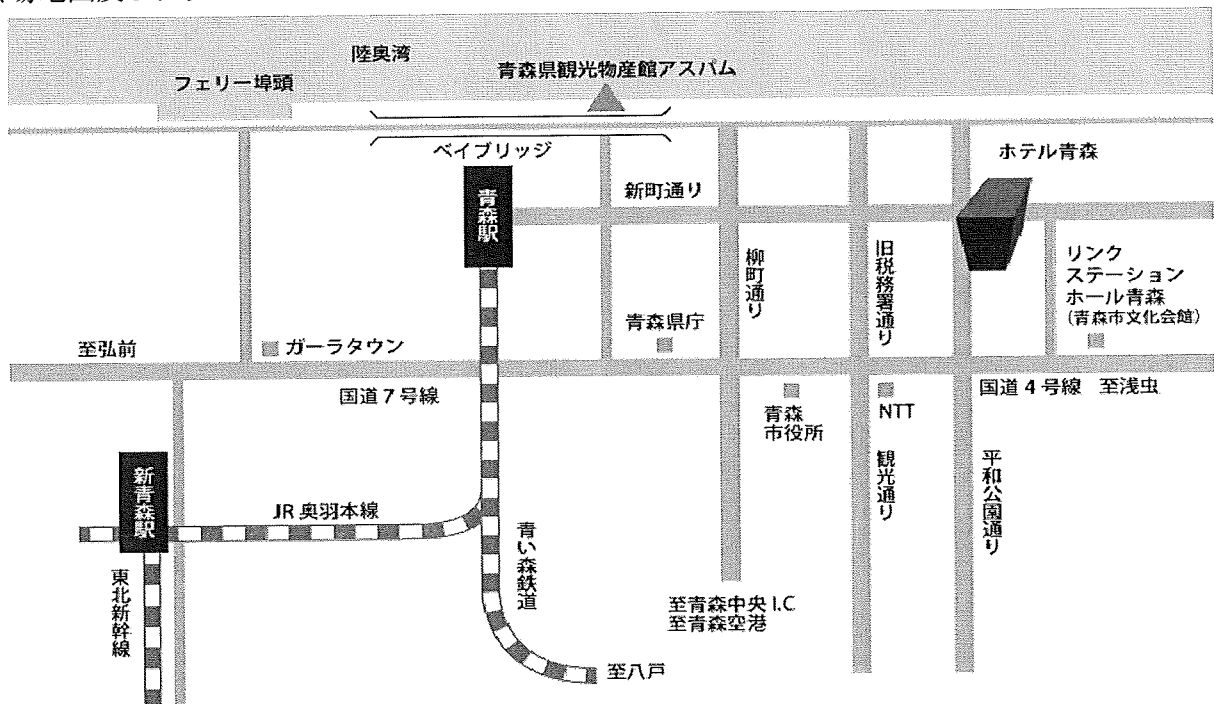 陸奥湾
青森県観光物産館アスパム
フェリー埠頭
ベイブリッジ
ホテル青森
青森駅
新町通り
柳町通り
旧税務署通り
リンク
ステーション
ホール青森
(青森市文化会館)
青森県庁
至弘前
ガーラタウン
国道7号線
国道4号線 至浅虫
青森
市役所
NTT
観光通り
平和公園通り
新青森駅
JR奥羽本線
青い森鉄道
東北新幹線
至青森中央I.C
至青森空港
至八戸